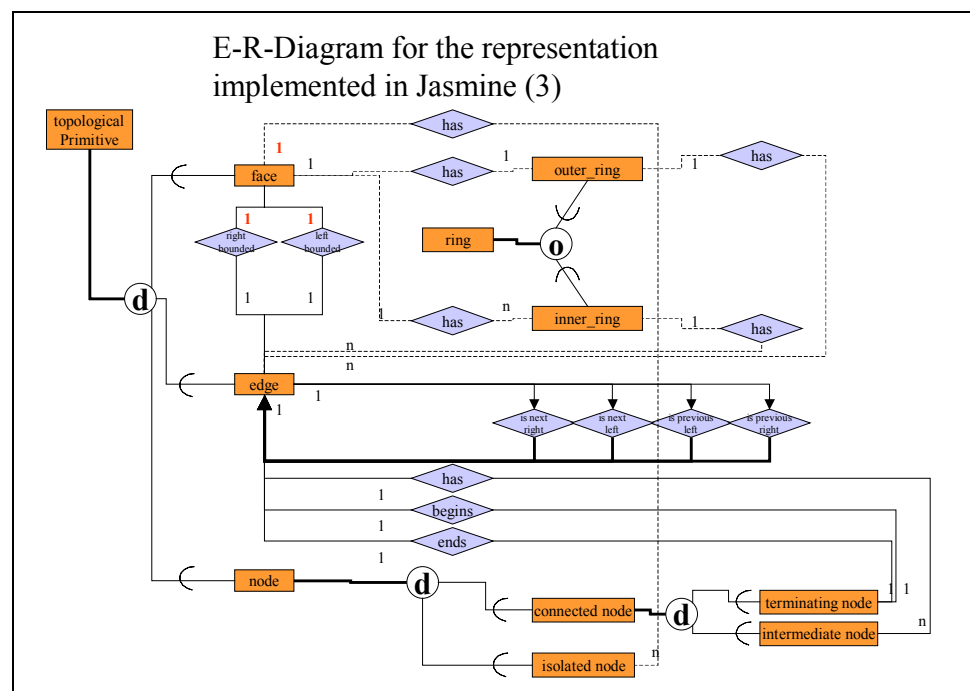 E-R-Diagram for the representation
implemented in Jasmine (3)
topological
Primitive
has
1
1
face
has
1
outer_ring
1
has
1
1
right
bounded
left
bounded
ring
o
d
1
1
1
has
n
inner_ring
1
has
n
n
edge
1
1
is next
right
is next
left
is previous
left
is previous
right
has
1
begins
1
ends
1
node
d
connected node
d
terminating node
1
1
intermediate node
n
isolated node
n